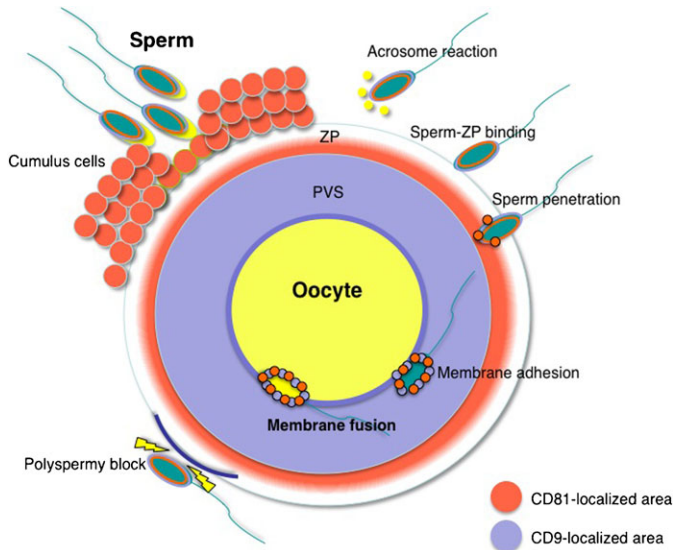 Sperm
Acrosome reaction
ZP
Sperm-ZP binding
Cumulus cells
PVS
Sperm penetration
Oocyte
Membrane adhesion
Membrane fusion
Polyspermy block
CD81-localized area
CD9-localized area